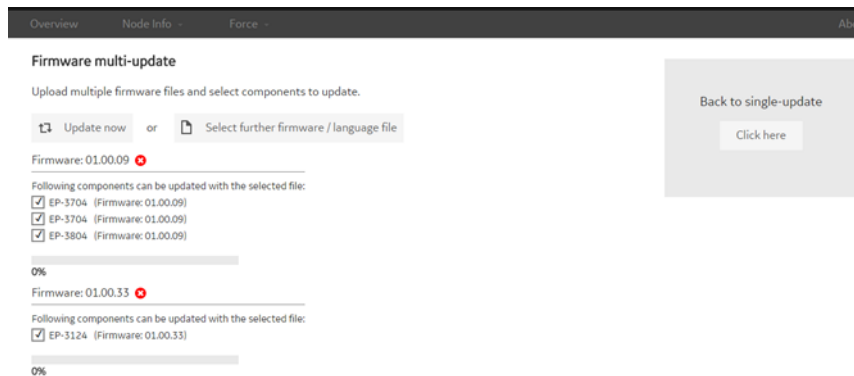 Overview Node Info - Force -
Firmware multi-update
Upload multiple firmware files and select components to update.
Back to single-update
Update now or Select further firmware / language file
Click here
Firmware: 01.00.09
Following components can be updated with the selected file:
EP-3704 (Firmware: 01.00.09)
EP-3704 (Firmware: 01.00.09)
EP-3804 (Firmware: 01.00.09)
0%
Firmware: 01.00.33
Following components can be updated with the selected file:
EP-3124 (Firmware: 01.00.33)
0%